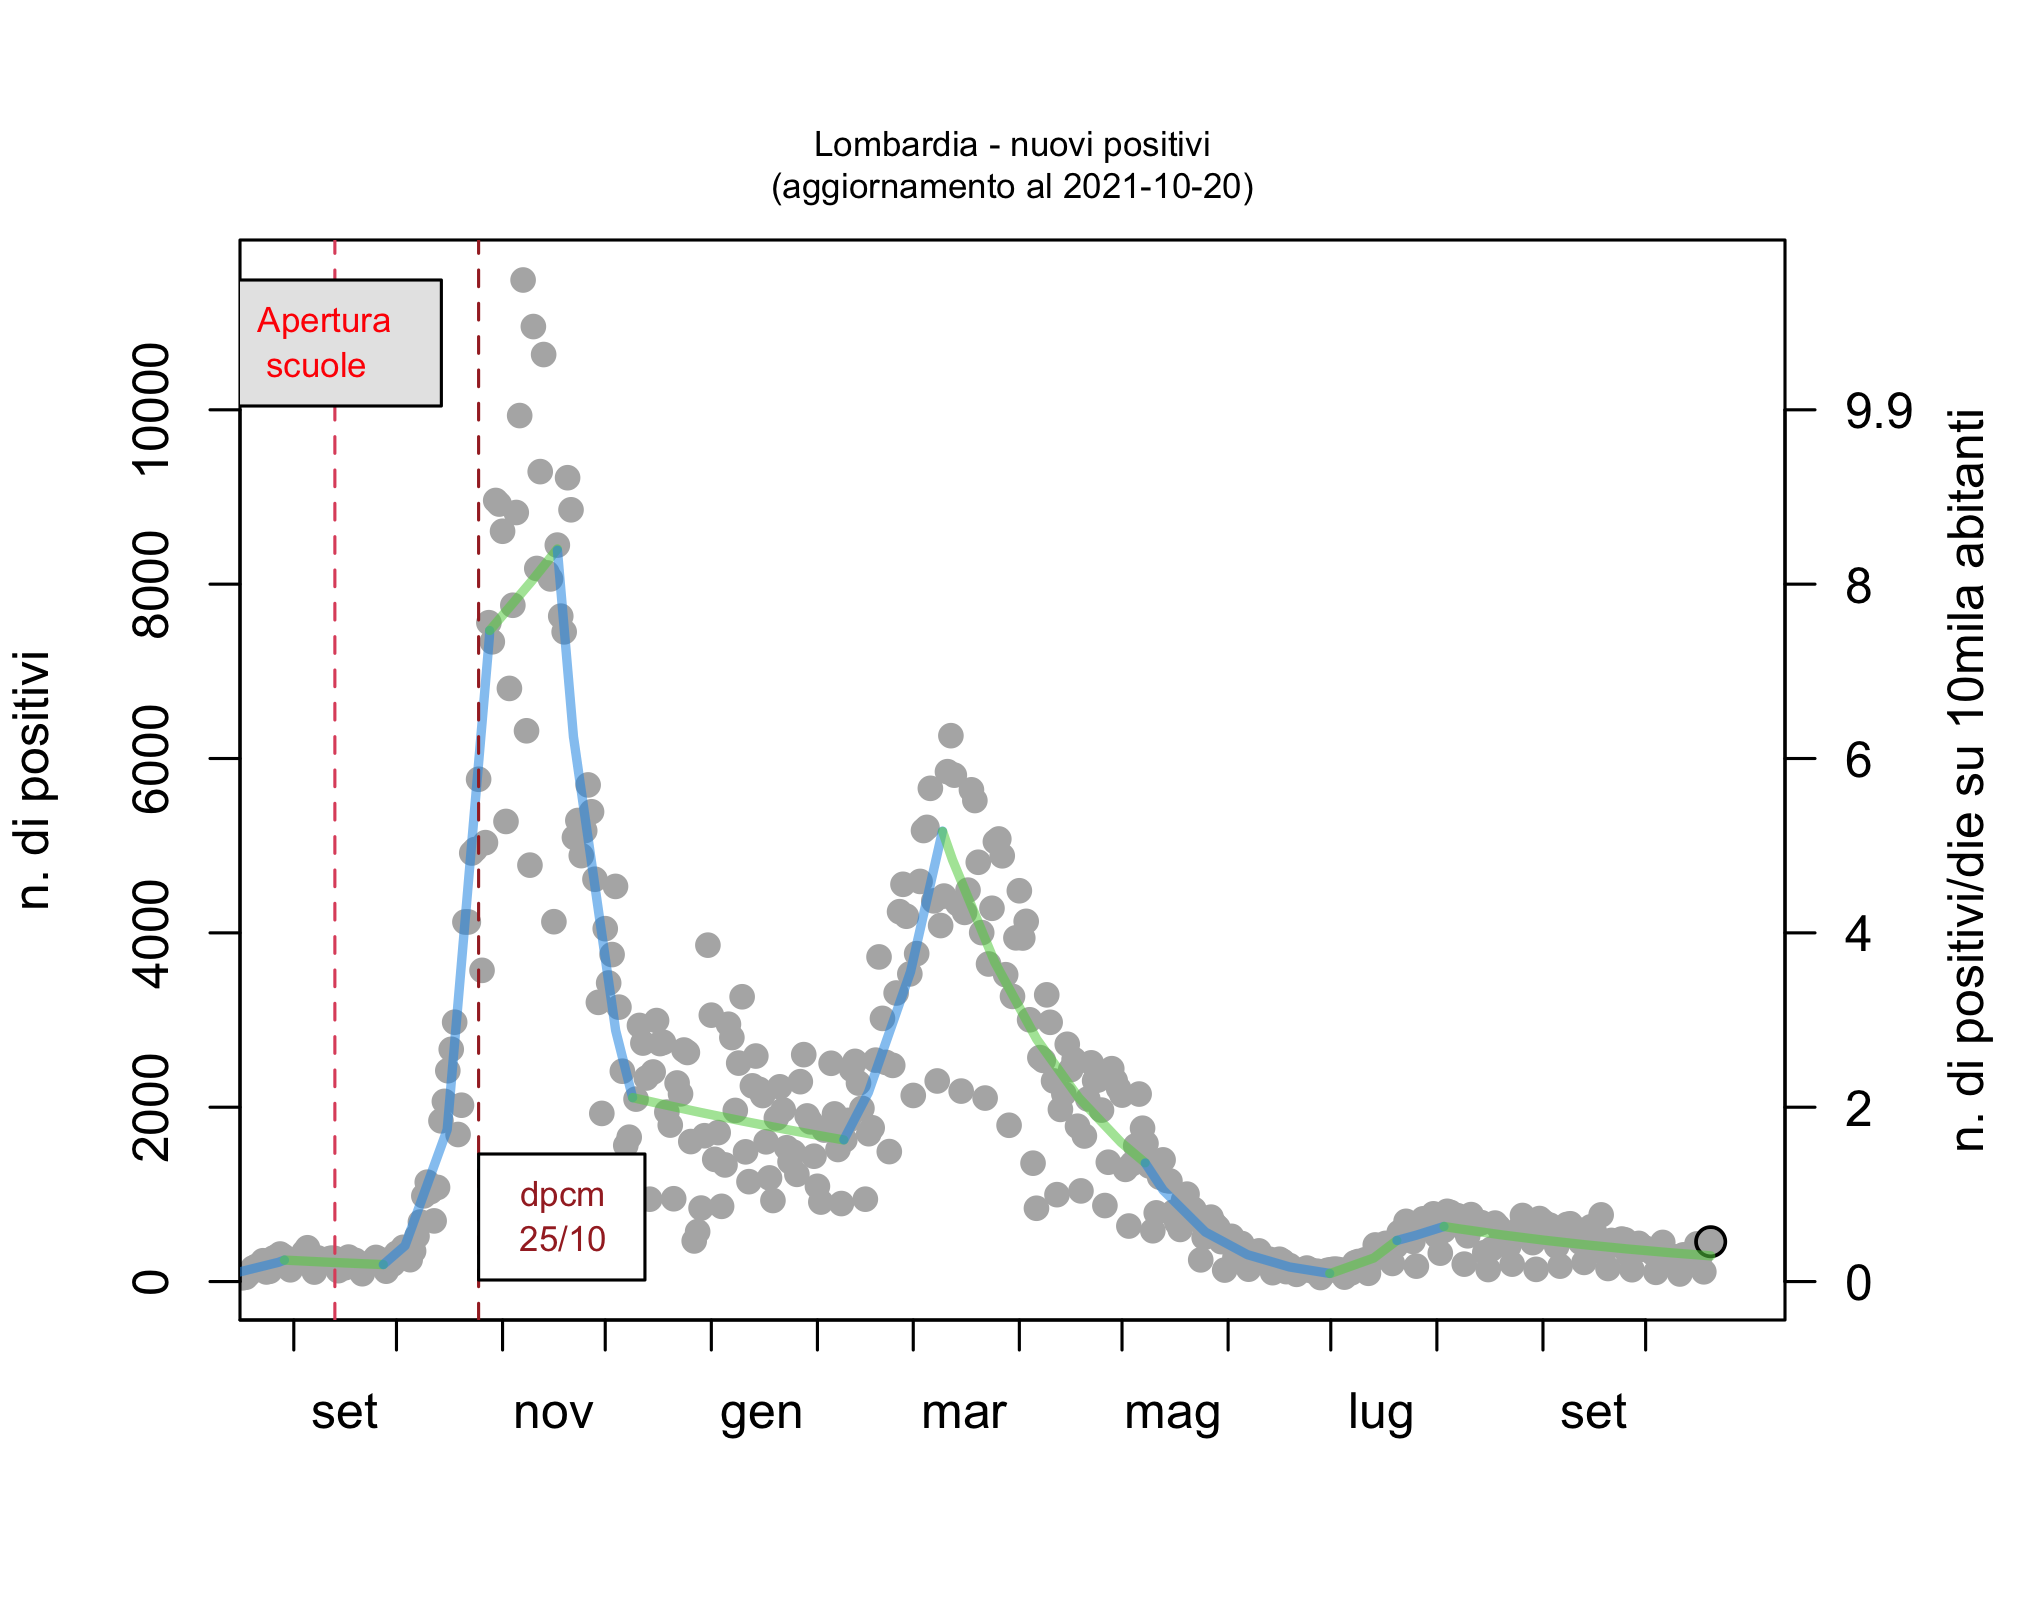 Lombardia - nuovi positivi
(aggiornamento al 2021-10-20)
Apertura
scuole
dpcm
25/10
n. di positivi
0
2000
4000
6000
8000
10000
n. di positivi/die su 10mila abitanti
0
2
4
6
8
9.9
set
nov
gen
mar
mag
lug
set